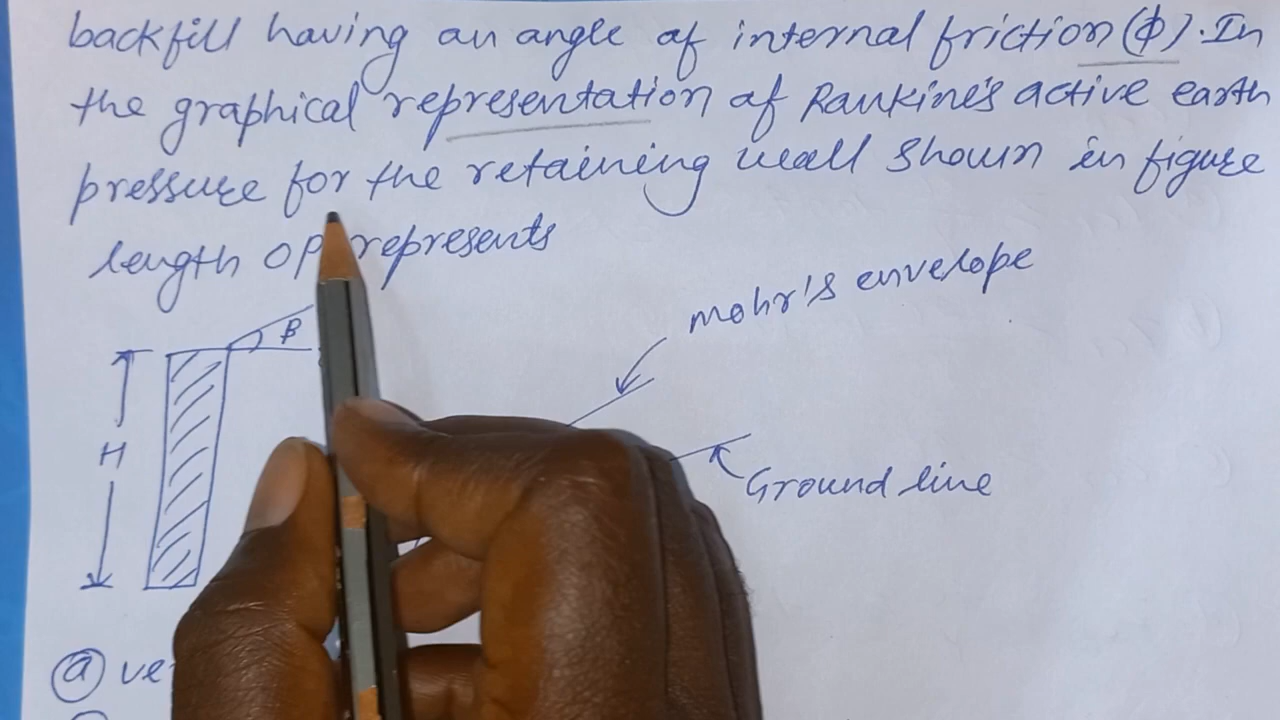 backfill having an angle of internal friction (ϕ). In
the graphical representation of Rankine's active earth
pressure for the retaining wall shown in figure
length OP represents
mohr's envelope
β
H
Ground line
ⓐ ve